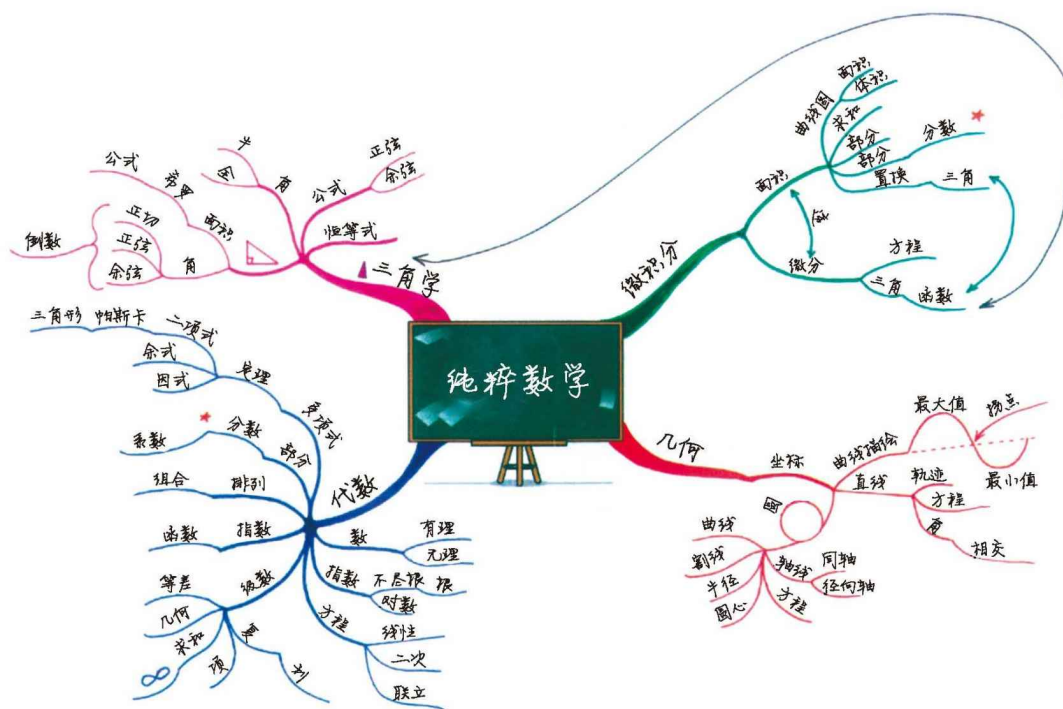 纯粹数学
三角学
恒等式
公式
正弦
余弦
角
半
全
面积
公式
角
正切
正弦
余弦
倒数
微积分
面积
曲线图
面积
体积
求和
部分
部分
分数
置换
三角
微分
方程
三角
函数
几何
坐标
曲线描绘
最大值
拐点
最小值
直线
轨迹
方程
相交
圆
曲线
割线
半径
圆心
轴线
同轴
径向轴
方程
代数
多项式
定理
二项式
帕斯卡
三角形
余式
因式
部分
分数
系数
排列
组合
指数
函数
级数
等差
几何
求和
∞
项
数
有理
无理
指数
不尽根
根
对数
方程
线性
二次
联立